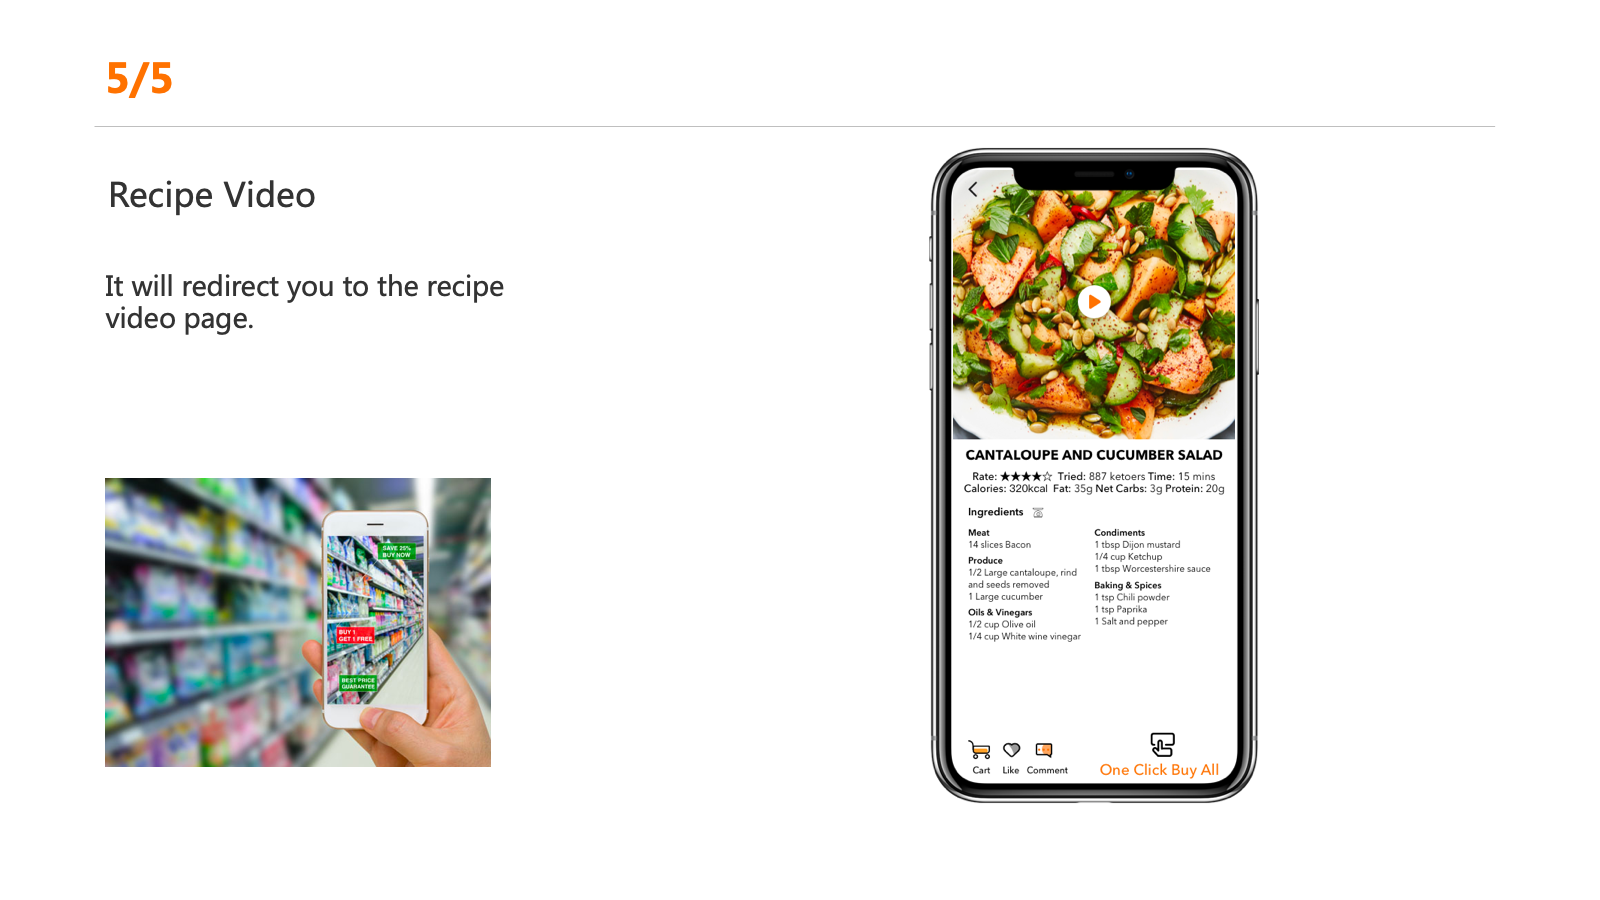 5/5
Recipe Video
It will redirect you to the recipe
video page.
SAVE 25%
BUY NOW
BUY 1
GET 1 FREE
BEST PRICE
GUARANTEE
CANTALOUPE AND CUCUMBER SALAD
Rate: ★★★★☆ Tried: 887 ketoers Time: 15 mins
Calories: 320kcal Fat: 35g Net Carbs: 3g Protein: 20g
Ingredients
Meat
14 slices Bacon
Produce
1/2 Large cantaloupe, rind
and seeds removed
1 Large cucumber
Oils & Vinegars
1/2 cup Olive oil
1/4 cup White wine vinegar
Condiments
1 tbsp Dijon mustard
1/4 cup Ketchup
1 tbsp Worcestershire sauce
Baking & Spices
1 tsp Chili powder
1 tsp Paprika
1 Salt and pepper
Cart Like Comment
One Click Buy All